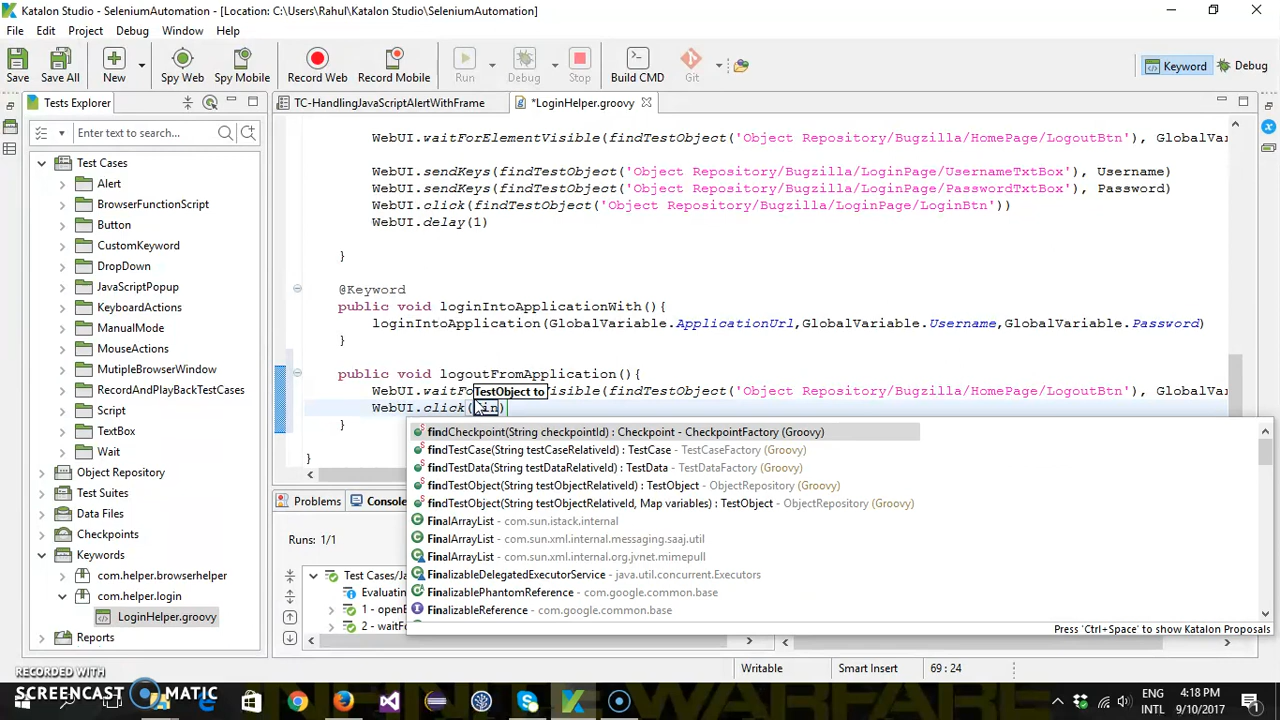 Katalon Studio - SeleniumAutomation - [Location: C:\Users\Rahul\Katalon Studio\SeleniumAutomation]
File Edit Project Debug Window Help
Save Save All New Spy Web Spy Mobile Record Web Record Mobile Run Debug Stop Build CMD Git Keyword Debug
Tests Explorer
TC-HandlingJavaScriptAlertWithFrame *LoginHelper.groovy
Enter text to search...
Test Cases
Alert
BrowserFunctionScript
Button
CustomKeyword
DropDown
JavaScriptPopup
KeyboardActions
ManualMode
MouseActions
MutipleBrowserWindow
RecordAndPlayBackTestCases
Script
TextBox
Wait
Object Repository
Test Suites
Data Files
Checkpoints
Keywords
com.helper.browserhelper
com.helper.login
LoginHelper.groovy
Reports
WebUI.waitForElementVisible(findTestObject('Object Repository/Bugzilla/HomePage/LogoutBtn'), GlobalVar
WebUI.sendKeys(findTestObject('Object Repository/Bugzilla/LoginPage/UsernameTxtBox'), Username)
WebUI.sendKeys(findTestObject('Object Repository/Bugzilla/LoginPage/PasswordTxtBox'), Password)
WebUI.click(findTestObject('Object Repository/Bugzilla/LoginPage/LoginBtn'))
WebUI.delay(1)
}
@Keyword
public void loginIntoApplicationWith(){
loginIntoApplication(GlobalVariable.ApplicationUrl,GlobalVariable.Username,GlobalVariable.Password)
}
public void logoutFromApplication(){
TestObject to
WebUI.waitFo isible(findTestObject('Object Repository/Bugzilla/HomePage/LogoutBtn'), GlobalVar
WebUI.click( in)
}
}
findCheckpoint(String checkpointId) : Checkpoint - CheckpointFactory (Groovy)
findTestCase(String testCaseRelativeId) : TestCase - TestCaseFactory (Groovy)
findTestData(String testDataRelativeId) : TestData - TestDataFactory (Groovy)
findTestObject(String testObjectRelativeId) : TestObject - ObjectRepository (Groovy)
findTestObject(String testObjectRelativeId, Map variables) : TestObject - ObjectRepository (Groovy)
FinalArrayList - com.sun.istack.internal
FinalArrayList - com.sun.xml.internal.messaging.saaj.util
FinalArrayList - com.sun.xml.internal.org.jvnet.mimepull
FinalizableDelegatedExecutorService - java.util.concurrent.Executors
FinalizablePhantomReference - com.google.common.base
FinalizableReference - com.google.common.base
Press 'Ctrl+Space' to show Katalon Proposals
Problems Console
Runs: 1/1
Test Cases/Ja
Evaluatin
1 - openB
2 - waitFo
Writable Smart Insert 69 : 24
RECORDED WITH
SCREENCAST MATIC
ENG
INTL
4:18 PM
9/10/2017